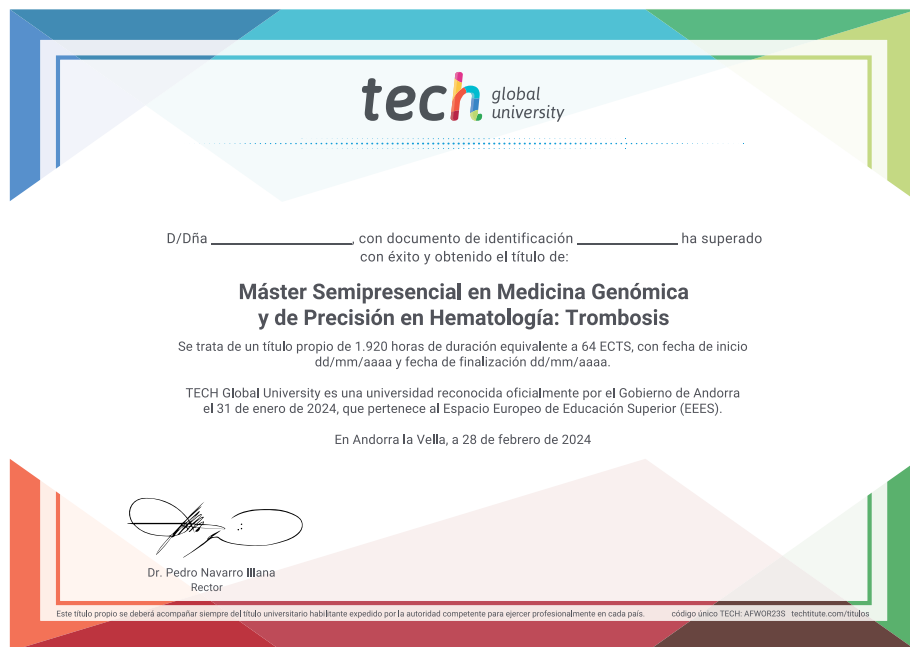 tech global university
D/Dña ________________, con documento de identificación ____________ ha superado
con éxito y obtenido el título de:
Máster Semipresencial en Medicina Genómica
y de Precisión en Hematología: Trombosis
Se trata de un título propio de 1.920 horas de duración equivalente a 64 ECTS, con fecha de inicio
dd/mm/aaaa y fecha de finalización dd/mm/aaaa.
TECH Global University es una universidad reconocida oficialmente por el Gobierno de Andorra
el 31 de enero de 2024, que pertenece al Espacio Europeo de Educación Superior (EEES).
En Andorra la Vella, a 28 de febrero de 2024
Dr. Pedro Navarro Illana
Rector
Este título propio se deberá acompañar siempre del título universitario habilitante expedido por la autoridad competente para ejercer profesionalmente en cada país. código único TECH: AFWOR23S techtitute.com/titulos